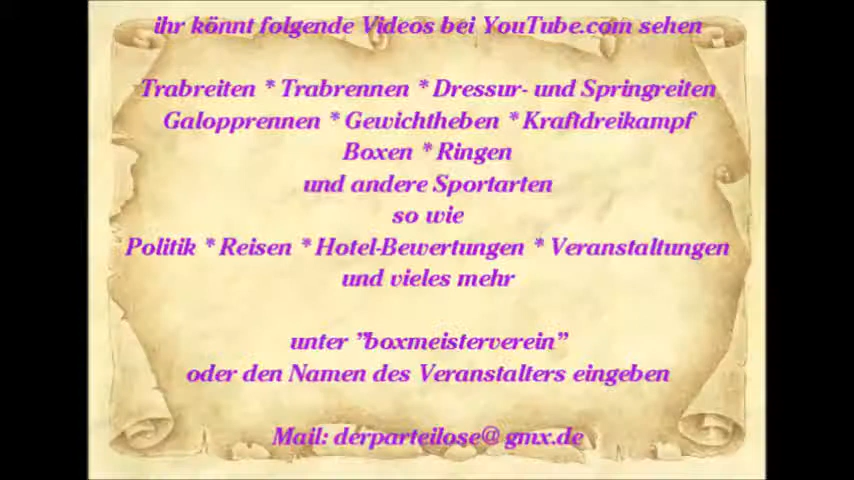 ihr könnt folgende Videos bei YouTube.com sehen
Trabreiten * Trabrennen * Dressur- und Springreiten
Galopprennen * Gewichtheben * Kraftdreikampf
Boxen * Ringen
und andere Sportarten
so wie
Politik * Reisen * Hotel-Bewertungen * Veranstaltungen
und vieles mehr
unter "boxmeisterverein"
oder den Namen des Veranstalters eingeben
Mail: derparteilose@gmx.de